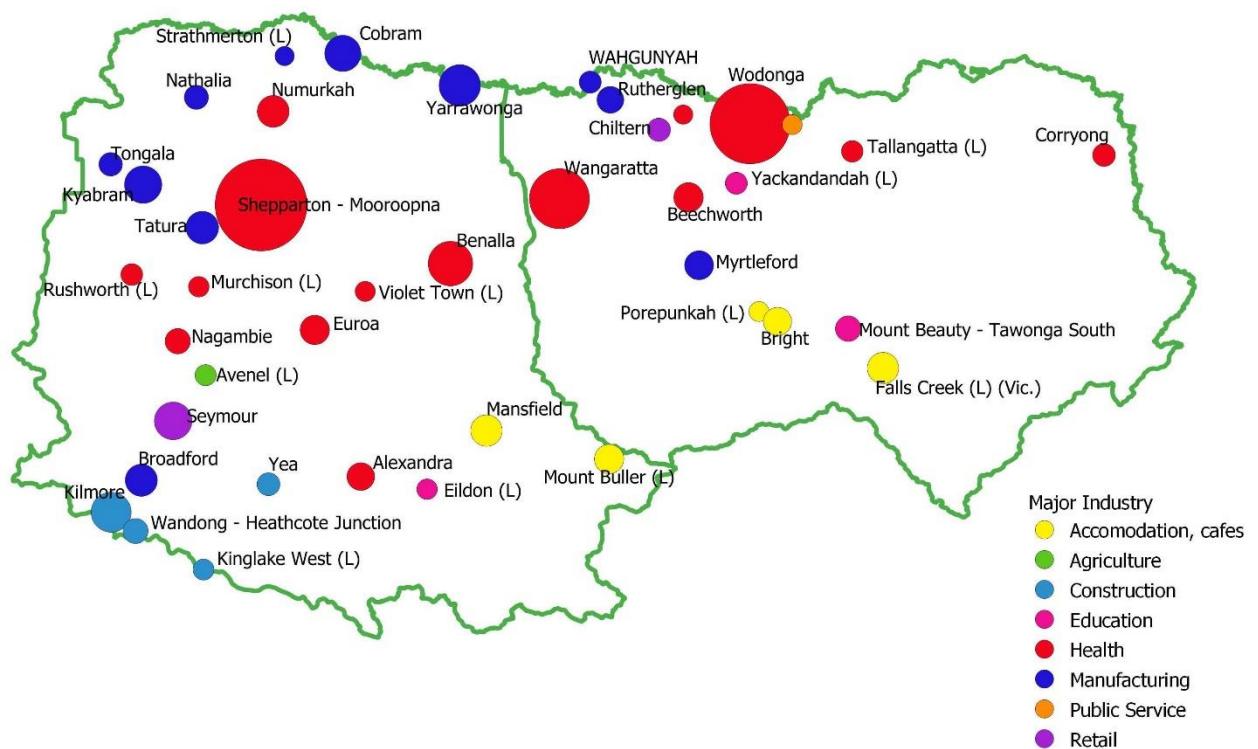 Strathmerton (L)
Cobram
WAHGUNYAH
Wodonga
Nathalia
Numurkah
Yarrawonga
Rutherglen
Chiltern
Tallangatta (L)
Corryong
Tongala
Kyabram
Wangaratta
Yackandandah (L)
Shepparton - Mooroopna
Beechworth
Tatura
Benalla
Myrtleford
Rushworth (L)
Murchison (L)
Violet Town (L)
Porepunkah (L)
Bright
Mount Beauty - Tawonga South
Nagambie
Euroa
Avenel (L)
Falls Creek (L) (Vic.)
Seymour
Mansfield
Broadford
Yea
Alexandra
Mount Buller (L)
Eildon (L)
Kilmore
Wandong - Heathcote Junction
Kinglake West (L)
Major Industry
Accomodation, cafes
Agriculture
Construction
Education
Health
Manufacturing
Public Service
Retail